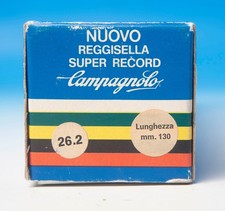 NUOVO
REGGISELLA
SUPER RECORD
Campagnolo
26.2
Lunghezza
mm. 130